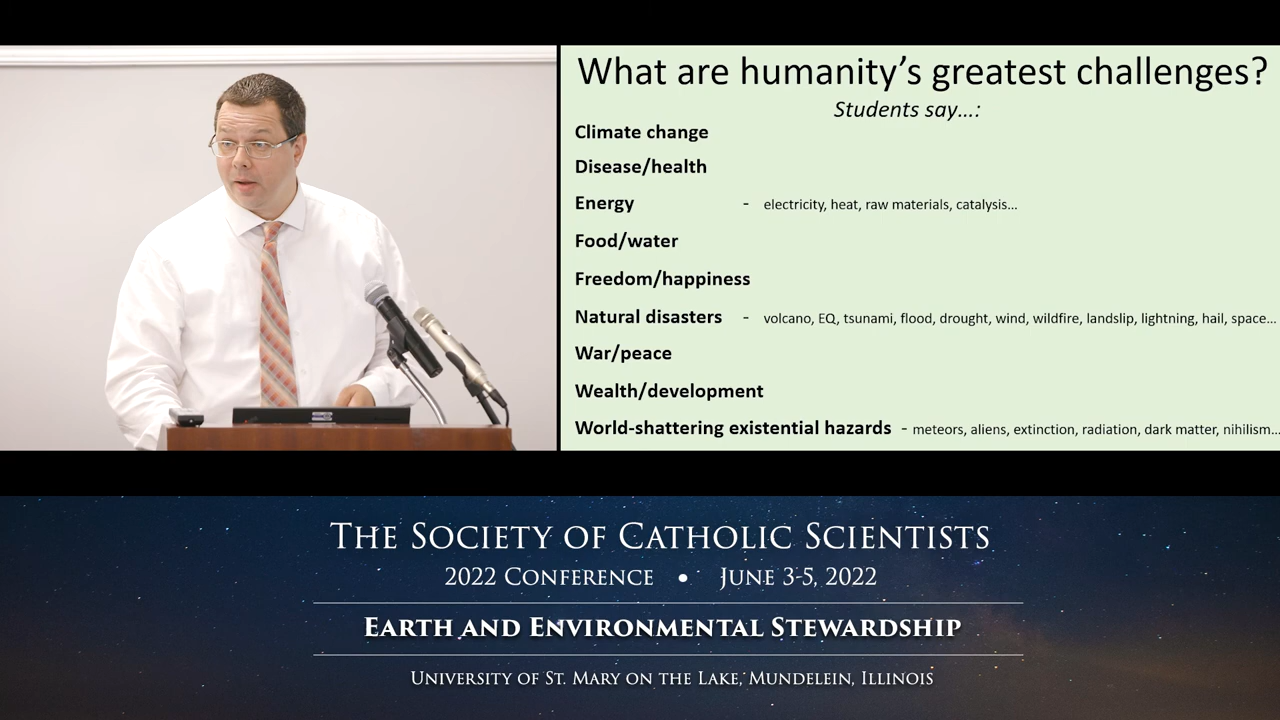 What are humanity's greatest challenges?
Students say...:
Climate change
Disease/health
Energy - electricity, heat, raw materials, catalysis...
Food/water
Freedom/happiness
Natural disasters - volcano, EQ, tsunami, flood, drought, wind, wildfire, landslip, lightning, hail, space...
War/peace
Wealth/development
World-shattering existential hazards - meteors, aliens, extinction, radiation, dark matter, nihilism...
The Society of Catholic Scientists
2022 Conference • June 3-5, 2022
Earth and Environmental Stewardship
University of St. Mary on the Lake, Mundelein, Illinois